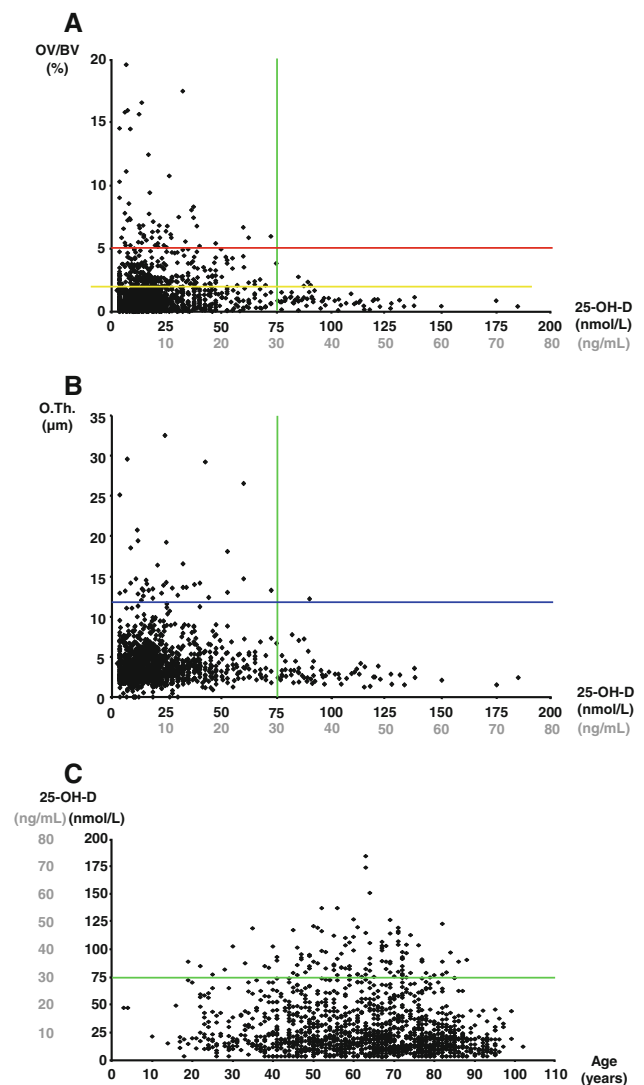 A
OV/BV
(%)
20
15
10
5
0
0 25 50 75 100 125 150 175 200
25-OH-D
(nmol/L)
10 20 30 40 50 60 70 80
(ng/mL)
B
O.Th.
(µm)
35
30
25
20
15
10
5
0
0 25 50 75 100 125 150 175 200
25-OH-D
(nmol/L)
10 20 30 40 50 60 70 80
(ng/mL)
C
25-OH-D
(ng/mL) (nmol/L)
80 200
70 175
60 150
50 125
40 100
30 75
20 50
10 25
0
0 10 20 30 40 50 60 70 80 90 100 110
Age
(years)